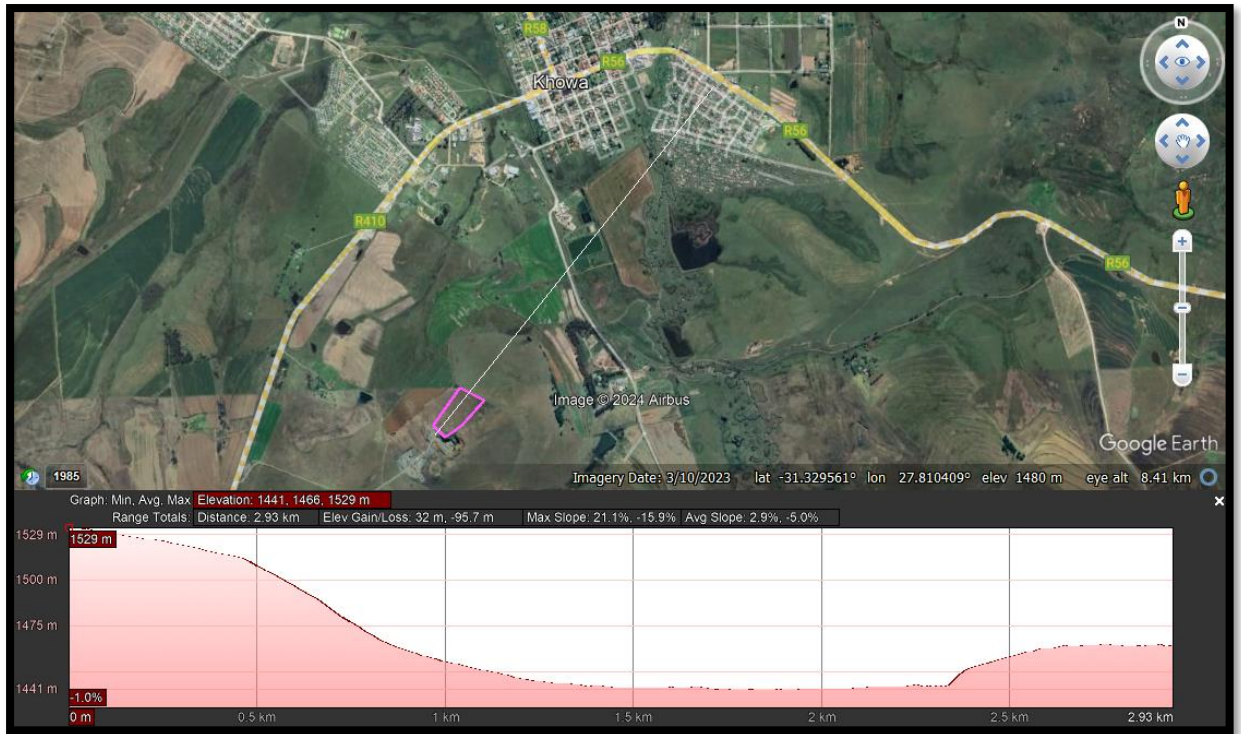 N
R58
R56
Khowa
R56
R410
R56
Image © 2024 Airbus
Google Earth
1985
Imagery Date: 3/10/2023 lat -31.329561° lon 27.810409° elev 1480 m eye alt 8.41 km
Graph: Min, Avg, Max Elevation: 1441, 1466, 1529 m
Range Totals: Distance: 2.93 km Elev Gain/Loss: 32 m, -95.7 m Max Slope: 21.1%, -15.9% Avg Slope: 2.9%, -5.0%
1529 m
1529 m
1500 m
1475 m
1441 m
-1.0%
0 m 0.5 km 1 km 1.5 km 2 km 2.5 km 2.93 km